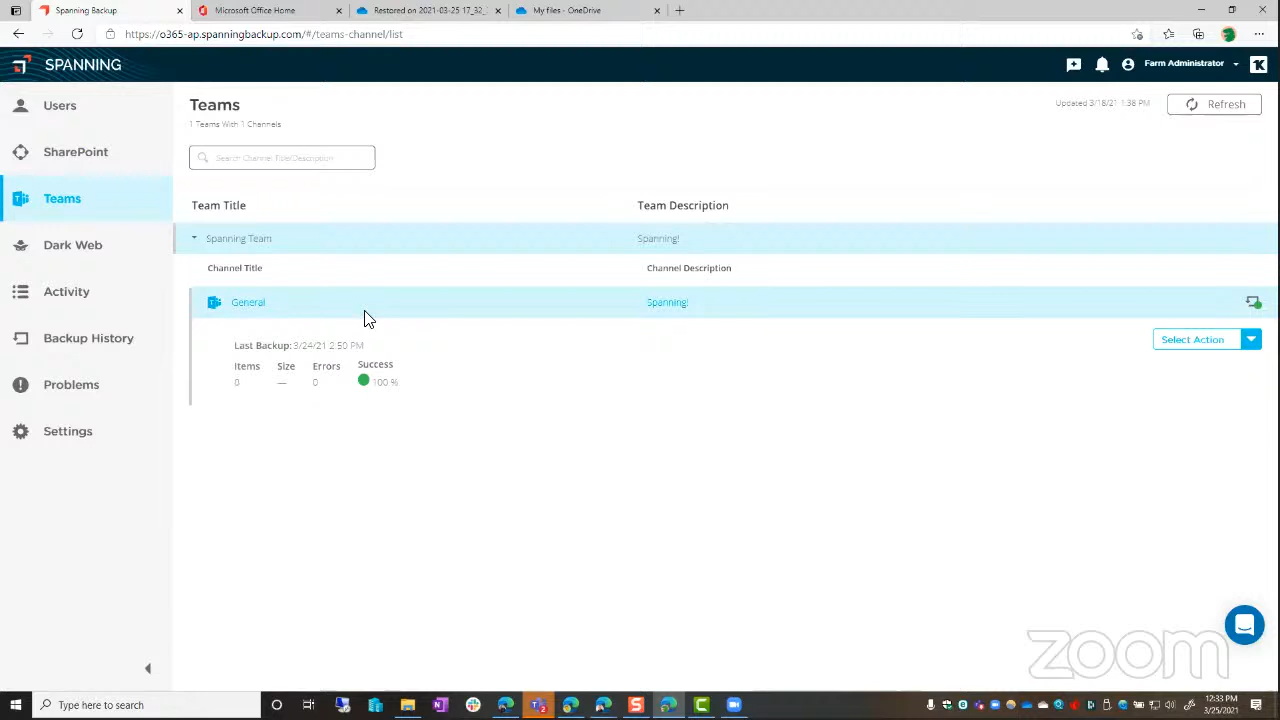 Spanning Backup
Microsoft Office Home
Restored on 2021-03-25 17_32_
My files - OneDrive
https://o365-ap.spanningbackup.com/#/teams-channel/list
SPANNING
Farm Administrator
Users
SharePoint
Teams
Dark Web
Activity
Backup History
Problems
Settings
Teams
1 Teams With 1 Channels
Updated 3/18/21 1:38 PM
Refresh
Search Channel Title/Description
Team Title
Team Description
Spanning Team
Spanning!
Channel Title
Channel Description
General
Spanning!
Last Backup: 3/24/21 2:50 PM
Select Action
Items Size Errors Success
0 — 0 100 %
zoom
Type here to search
12:33 PM
3/25/2021